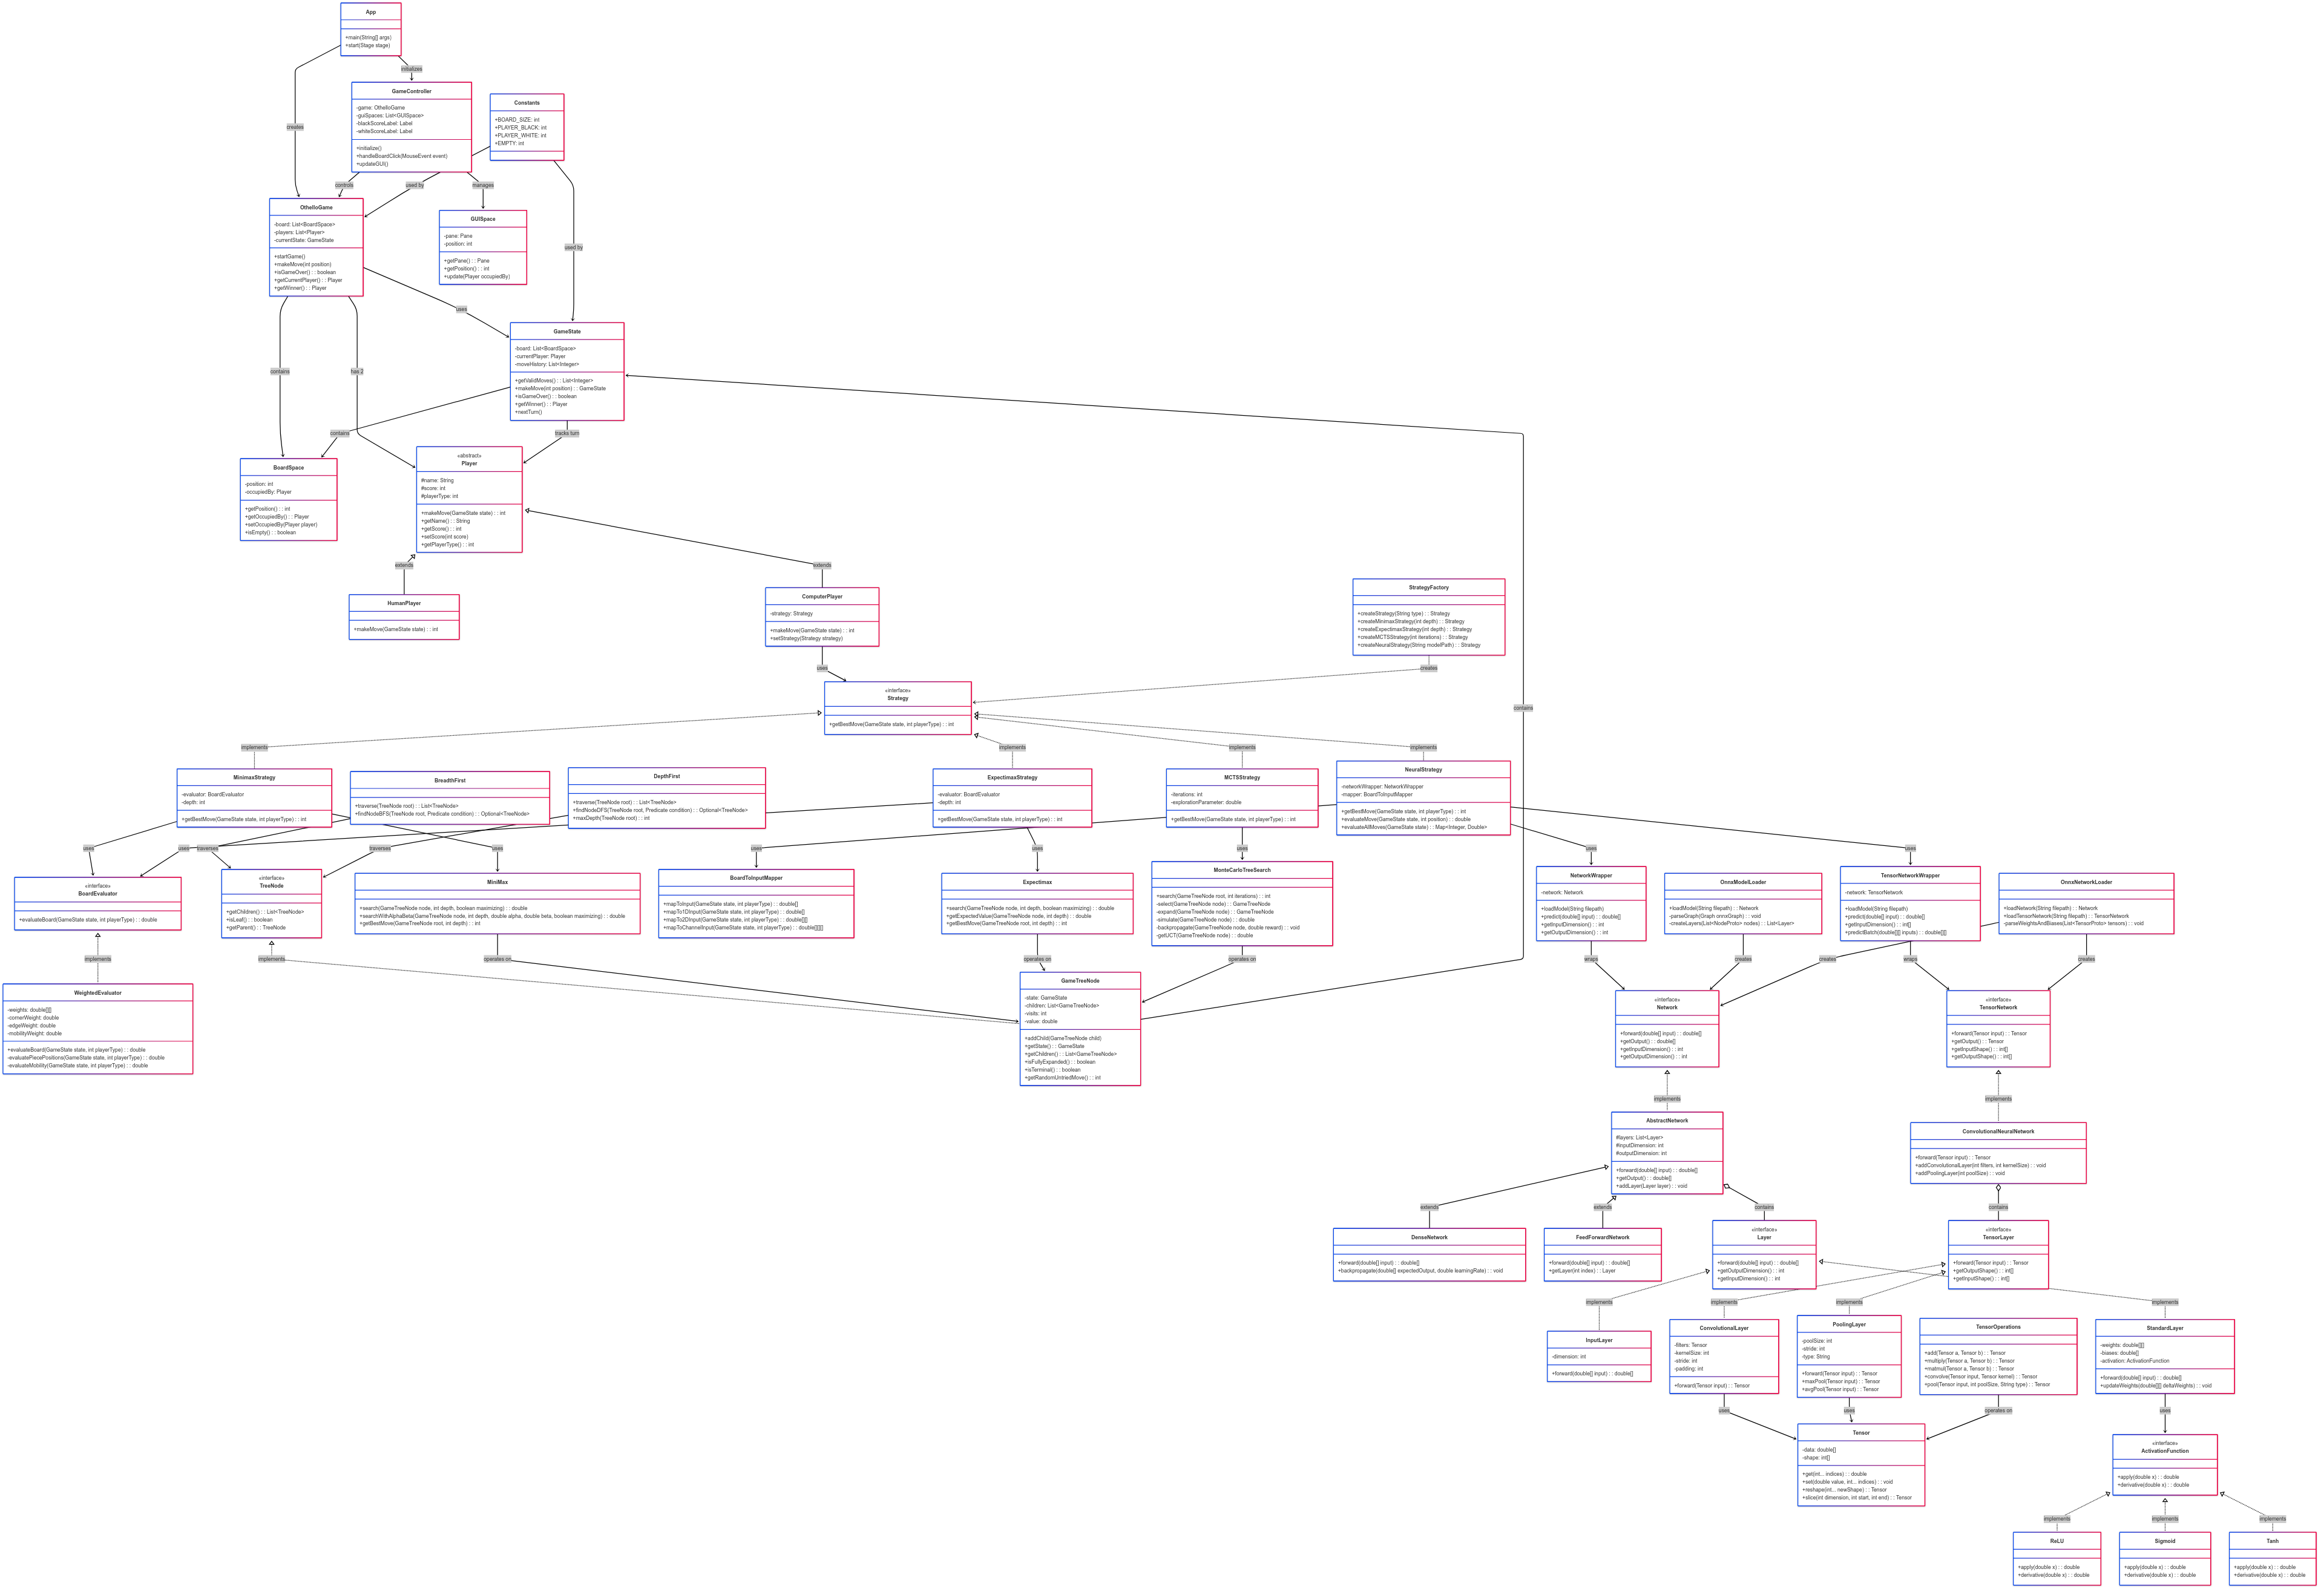 App
+main(String[] args)
+start(Stage stage)
initializes
creates
GameController
-game: OthelloGame
-guiSpaces: List<GUISpace>
-blackScoreLabel: Label
-whiteScoreLabel: Label
+initialize()
+handleBoardClick(MouseEvent event)
+updateGUI()
Constants
+BOARD_SIZE: int
+PLAYER_BLACK: int
+PLAYER_WHITE: int
+EMPTY: int
controls
used by
manages
used by
OthelloGame
-board: List<BoardSpace>
-players: List<Player>
-currentState: GameState
+startGame()
+makeMove(int position)
+isGameOver() : : boolean
+getCurrentPlayer() : : Player
+getWinner() : : Player
GUISpace
-pane: Pane
-position: int
+getPane() : : Pane
+getPosition() : : int
+update(Player occupiedBy)
uses
contains
has 2
GameState
-board: List<BoardSpace>
-currentPlayer: Player
-moveHistory: List<Integer>
+getValidMoves() : : List<Integer>
+makeMove(int position) : : GameState
+isGameOver() : : boolean
+getWinner() : : Player
+nextTurn()
contains
tracks turn
BoardSpace
-position: int
-occupiedBy: Player
+getPosition() : : int
+getOccupiedBy() : : Player
+setOccupiedBy(Player player)
+isEmpty() : : boolean
«abstract»
Player
#name: String
#score: int
#playerType: int
+makeMove(GameState state) : : int
+getName() : : String
+getScore() : : int
+setScore(int score)
+getPlayerType() : : int
extends
extends
HumanPlayer
+makeMove(GameState state) : : int
ComputerPlayer
-strategy: Strategy
+makeMove(GameState state) : : int
+setStrategy(Strategy strategy)
StrategyFactory
+createStrategy(String type) : : Strategy
+createMinimaxStrategy(int depth) : : Strategy
+createExpectimaxStrategy(int depth) : : Strategy
+createMCTSStrategy(int iterations) : : Strategy
+createNeuralStrategy(String modelPath) : : Strategy
uses
creates
«interface»
Strategy
+getBestMove(GameState state, int playerType) : : int
contains
implements
implements
implements
implements
MinimaxStrategy
-evaluator: BoardEvaluator
-depth: int
+getBestMove(GameState state, int playerType) : : int
BreadthFirst
+traverse(TreeNode root) : : List<TreeNode>
+findNodeBFS(TreeNode root, Predicate condition) : : Optional<TreeNode>
DepthFirst
+traverse(TreeNode root) : : List<TreeNode>
+findNodeDFS(TreeNode root, Predicate condition) : : Optional<TreeNode>
+maxDepth(TreeNode root) : : int
ExpectimaxStrategy
-evaluator: BoardEvaluator
-depth: int
+getBestMove(GameState state, int playerType) : : int
MCTSStrategy
-iterations: int
-explorationParameter: double
+getBestMove(GameState state, int playerType) : : int
NeuralStrategy
-networkWrapper: NetworkWrapper
-mapper: BoardToInputMapper
+getBestMove(GameState state, int playerType) : : int
+evaluateMove(GameState state, int position) : : double
+evaluateAllMoves(GameState state) : : Map<Integer, Double>
uses
uses
traverses
traverses
uses
uses
uses
uses
uses
uses
«interface»
BoardEvaluator
+evaluateBoard(GameState state, int playerType) : : double
«interface»
TreeNode
+getChildren() : : List<TreeNode>
+isLeaf() : : boolean
+getParent() : : TreeNode
MiniMax
+search(GameTreeNode node, int depth, boolean maximizing) : : double
+searchWithAlphaBeta(GameTreeNode node, int depth, double alpha, double beta, boolean maximizing) : : double
+getBestMove(GameTreeNode root, int depth) : : int
BoardToInputMapper
+mapToInput(GameState state, int playerType) : : double[]
+mapTo1DInput(GameState state, int playerType) : : double[]
+mapTo2DInput(GameState state, int playerType) : : double[][]
+mapToChannelInput(GameState state, int playerType) : : double[][][]
Expectimax
+search(GameTreeNode node, int depth, boolean maximizing) : : double
+getExpectedValue(GameTreeNode node, int depth) : : double
+getBestMove(GameTreeNode root, int depth) : : int
MonteCarloTreeSearch
+search(GameTreeNode root, int iterations) : : int
-select(GameTreeNode node) : : GameTreeNode
-expand(GameTreeNode node) : : GameTreeNode
-simulate(GameTreeNode node) : : double
-backpropagate(GameTreeNode node, double reward) : : void
-getUCT(GameTreeNode node) : : double
NetworkWrapper
-network: Network
+loadModel(String filepath)
+predict(double[] input) : : double[]
+getInputDimension() : : int
+getOutputDimension() : : int
OnnxModelLoader
+loadModel(String filepath) : : Network
-parseGraph(Graph onnxGraph) : : void
-createLayers(List<NodeProto> nodes) : : List<Layer>
TensorNetworkWrapper
-network: TensorNetwork
+loadModel(String filepath)
+predict(double[] input) : : double[]
+getInputDimension() : : int[]
+predictBatch(double[][] inputs) : : double[][]
OnnxNetworkLoader
+loadNetwork(String filepath) : : Network
+loadTensorNetwork(String filepath) : : TensorNetwork
-parseWeightsAndBiases(List<TensorProto> tensors) : : void
implements
implements
operates on
operates on
operates on
wraps
creates
creates
wraps
creates
WeightedEvaluator
-weights: double[][]
-cornerWeight: double
-edgeWeight: double
-mobilityWeight: double
+evaluateBoard(GameState state, int playerType) : : double
-evaluatePiecePositions(GameState state, int playerType) : : double
-evaluateMobility(GameState state, int playerType) : : double
GameTreeNode
-state: GameState
-children: List<GameTreeNode>
-visits: int
-value: double
+addChild(GameTreeNode child)
+getState() : : GameState
+getChildren() : : List<GameTreeNode>
+isFullyExpanded() : : boolean
+isTerminal() : : boolean
+getRandomUntriedMove() : : int
«interface»
Network
+forward(double[] input) : : double[]
+getOutput() : : double[]
+getInputDimension() : : int
+getOutputDimension() : : int
«interface»
TensorNetwork
+forward(Tensor input) : : Tensor
+getOutput() : : Tensor
+getInputShape() : : int[]
+getOutputShape() : : int[]
implements
implements
AbstractNetwork
#layers: List<Layer>
#inputDimension: int
#outputDimension: int
+forward(double[] input) : : double[]
+getOutput() : : double[]
+addLayer(Layer layer) : : void
ConvolutionalNeuralNetwork
+forward(Tensor input) : : Tensor
+addConvolutionalLayer(int filters, int kernelSize) : : void
+addPoolingLayer(int poolSize) : : void
extends
extends
contains
contains
DenseNetwork
+forward(double[] input) : : double[]
+backpropagate(double[] expectedOutput, double learningRate) : : void
FeedForwardNetwork
+forward(double[] input) : : double[]
+getLayer(int index) : : Layer
«interface»
Layer
+forward(double[] input) : : double[]
+getOutputDimension() : : int
+getInputDimension() : : int
«interface»
TensorLayer
+forward(Tensor input) : : Tensor
+getOutputShape() : : int[]
+getInputShape() : : int[]
implements
implements
implements
implements
InputLayer
-dimension: int
+forward(double[] input) : : double[]
ConvolutionalLayer
-filters: Tensor
-kernelSize: int
-stride: int
-padding: int
+forward(Tensor input) : : Tensor
PoolingLayer
-poolSize: int
-stride: int
-type: String
+forward(Tensor input) : : Tensor
+maxPool(Tensor input) : : Tensor
+avgPool(Tensor input) : : Tensor
TensorOperations
+add(Tensor a, Tensor b) : : Tensor
+multiply(Tensor a, Tensor b) : : Tensor
+matmul(Tensor a, Tensor b) : : Tensor
+convolve(Tensor input, Tensor kernel) : : Tensor
+pool(Tensor input, int poolSize, String type) : : Tensor
StandardLayer
-weights: double[][]
-biases: double[]
-activation: ActivationFunction
+forward(double[] input) : : double[]
+updateWeights(double[][] deltaWeights) : : void
uses
uses
operates on
uses
Tensor
-data: double[]
-shape: int[]
+get(int... indices) : : double
+set(double value, int... indices) : : void
+reshape(int... newShape) : : Tensor
+slice(int dimension, int start, int end) : : Tensor
«interface»
ActivationFunction
+apply(double x) : : double
+derivative(double x) : : double
implements
implements
implements
ReLU
+apply(double x) : : double
+derivative(double x) : : double
Sigmoid
+apply(double x) : : double
+derivative(double x) : : double
Tanh
+apply(double x) : : double
+derivative(double x) : : double